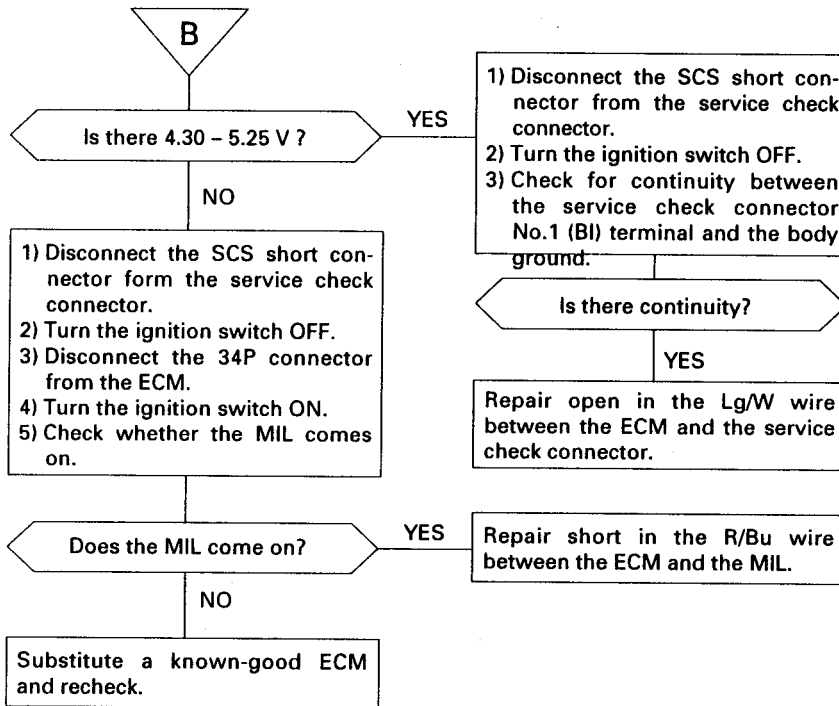 B
Is there 4.30 – 5.25 V ?
YES
1) Disconnect the SCS short con-
nector from the service check
connector.
2) Turn the ignition switch OFF.
3) Check for continuity between
the service check connector
No.1 (Bl) terminal and the body
ground.
NO
1) Disconnect the SCS short con-
nector form the service check
connector.
2) Turn the ignition switch OFF.
3) Disconnect the 34P connector
from the ECM.
4) Turn the ignition switch ON.
5) Check whether the MIL comes
on.
Is there continuity?
YES
Repair open in the Lg/W wire
between the ECM and the service
check connector.
Does the MIL come on?
YES
Repair short in the R/Bu wire
between the ECM and the MIL.
NO
Substitute a known-good ECM
and recheck.